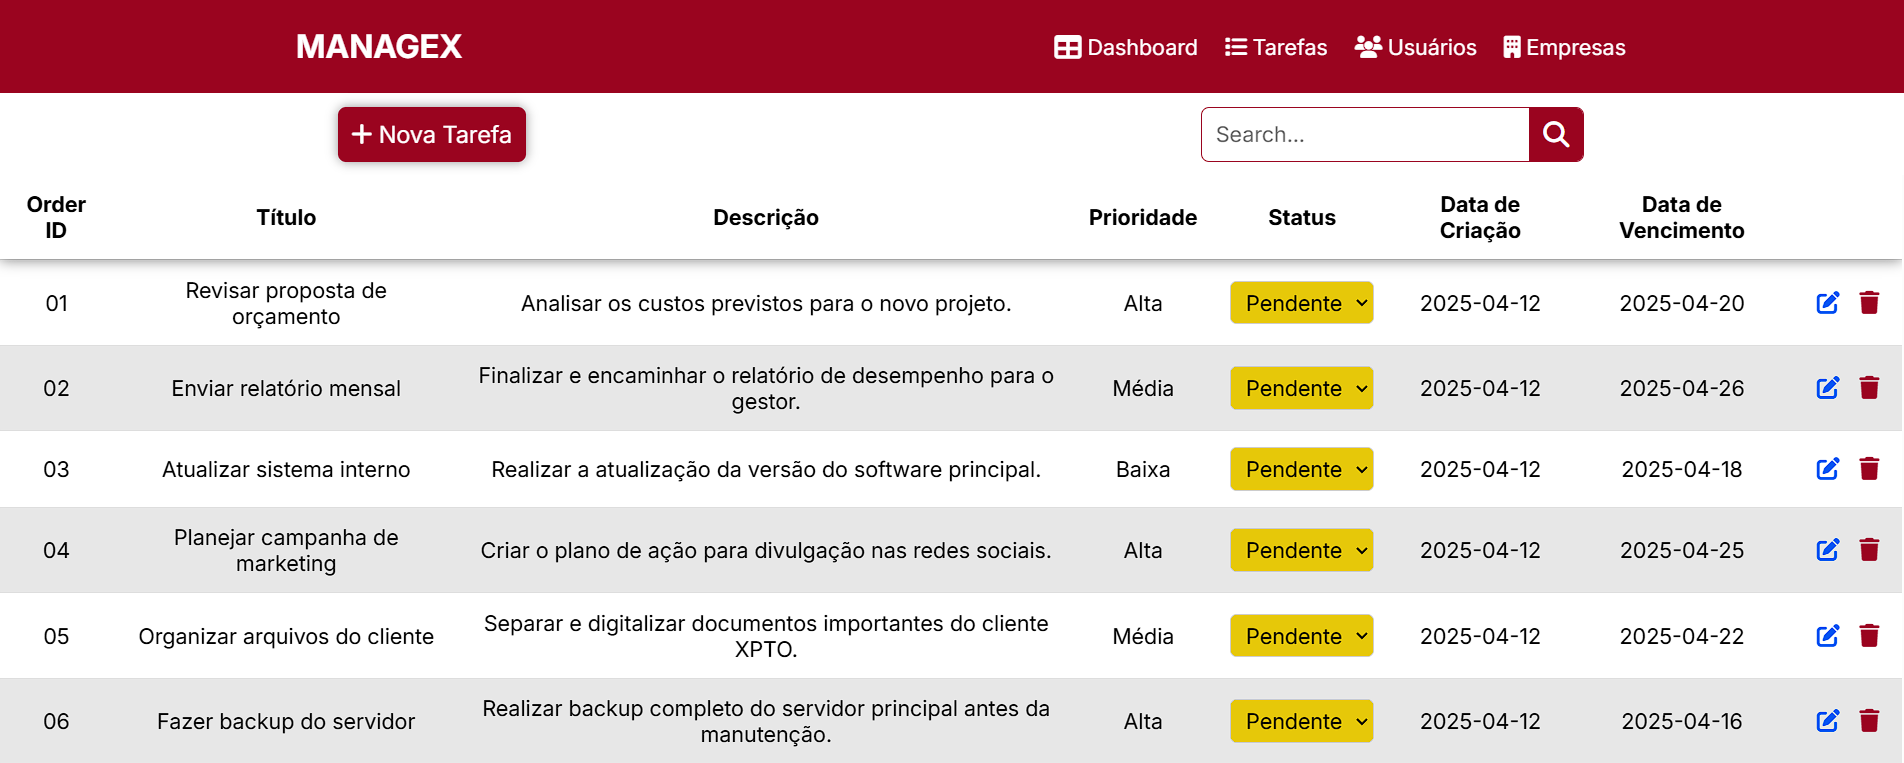 MANAGEX
Dashboard Tarefas Usuários Empresas
Nova Tarefa
Search...
Order ID Título Descrição Prioridade Status Data de Criação Data de Vencimento
01 Revisar proposta de orçamento Analisar os custos previstos para o novo projeto. Alta Pendente 2025-04-12 2025-04-20
02 Enviar relatório mensal Finalizar e encaminhar o relatório de desempenho para o gestor. Média Pendente 2025-04-12 2025-04-26
03 Atualizar sistema interno Realizar a atualização da versão do software principal. Baixa Pendente 2025-04-12 2025-04-18
04 Planejar campanha de marketing Criar o plano de ação para divulgação nas redes sociais. Alta Pendente 2025-04-12 2025-04-25
05 Organizar arquivos do cliente Separar e digitalizar documentos importantes do cliente XPTO. Média Pendente 2025-04-12 2025-04-22
06 Fazer backup do servidor Realizar backup completo do servidor principal antes da manutenção. Alta Pendente 2025-04-12 2025-04-16